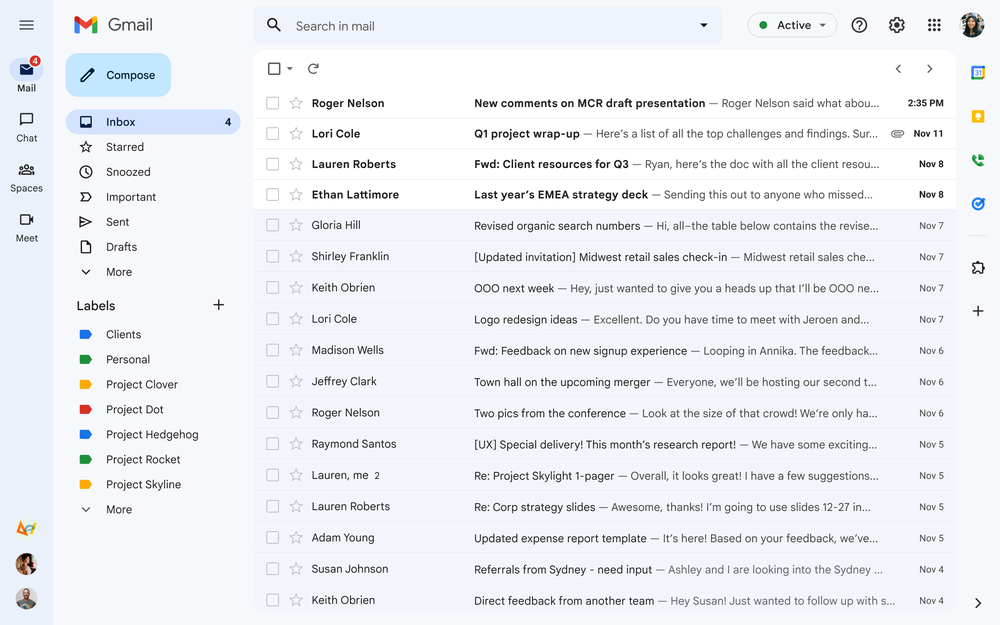 Gmail
Search in mail
Active
4
Mail
Chat
Spaces
Meet
Compose
Inbox 4
Starred
Snoozed
Important
Sent
Drafts
More
Labels
Clients
Personal
Project Clover
Project Dot
Project Hedgehog
Project Rocket
Project Skyline
More
Roger Nelson New comments on MCR draft presentation — Roger Nelson said what abou... 2:35 PM
Lori Cole Q1 project wrap-up — Here's a list of all the top challenges and findings. Sur... Nov 11
Lauren Roberts Fwd: Client resources for Q3 — Ryan, here's the doc with all the client resou... Nov 8
Ethan Lattimore Last year's EMEA strategy deck — Sending this out to anyone who missed... Nov 8
Gloria Hill Revised organic search numbers — Hi, all–the table below contains the revise... Nov 7
Shirley Franklin [Updated invitation] Midwest retail sales check-in — Midwest retail sales che... Nov 7
Keith Obrien OOO next week — Hey, just wanted to give you a heads up that I'll be OOO ne... Nov 7
Lori Cole Logo redesign ideas — Excellent. Do you have time to meet with Jeroen and... Nov 7
Madison Wells Fwd: Feedback on new signup experience — Looping in Annika. The feedback... Nov 6
Jeffrey Clark Town hall on the upcoming merger — Everyone, we'll be hosting our second t... Nov 6
Roger Nelson Two pics from the conference — Look at the size of that crowd! We're only ha... Nov 6
Raymond Santos [UX] Special delivery! This month's research report! — We have some exciting... Nov 5
Lauren, me 2 Re: Project Skylight 1-pager — Overall, it looks great! I have a few suggestions... Nov 5
Lauren Roberts Re: Corp strategy slides — Awesome, thanks! I'm going to use slides 12-27 in... Nov 5
Adam Young Updated expense report template — It's here! Based on your feedback, we've... Nov 5
Susan Johnson Referrals from Sydney - need input — Ashley and I are looking into the Sydney ... Nov 4
Keith Obrien Direct feedback from another team — Hey Susan! Just wanted to follow up with s... Nov 4
31